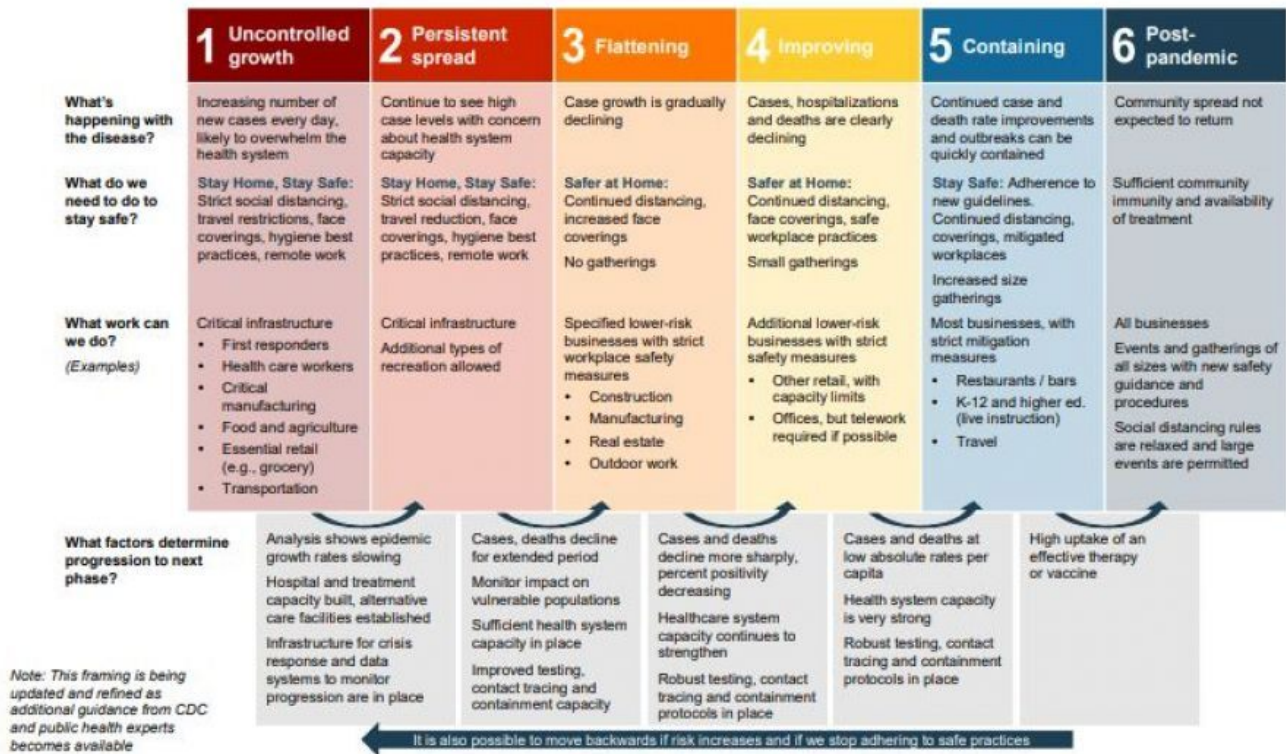 1 Uncontrolled
growth
2 Persistent
spread
3 Flattening
4 Improving
5 Containing
6 Post-
pandemic
What's
happening with
the disease?
Increasing number of
new cases every day,
likely to overwhelm the
health system
Continue to see high
case levels with concern
about health system
capacity
Case growth is gradually
declining
Cases, hospitalizations
and deaths are clearly
declining
Continued case and
death rate improvements
and outbreaks can be
quickly contained
Community spread not
expected to return
What do we
need to do to
stay safe?
Stay Home, Stay Safe:
Strict social distancing,
travel restrictions, face
coverings, hygiene best
practices, remote work
Stay Home, Stay Safe:
Strict social distancing,
travel reduction, face
coverings, hygiene best
practices, remote work
Safer at Home:
Continued distancing,
increased face
coverings
No gatherings
Safer at Home:
Continued distancing,
face coverings, safe
workplace practices
Small gatherings
Stay Safe: Adherence to
new guidelines.
Continued distancing,
coverings, mitigated
workplaces
Increased size
gatherings
Sufficient community
immunity and availability
of treatment
What work can
we do?
(Examples)
Critical infrastructure
• First responders
• Health care workers
• Critical
manufacturing
• Food and agriculture
• Essential retail
(e.g., grocery)
• Transportation
Critical infrastructure
Additional types of
recreation allowed
Specified lower-risk
businesses with strict
workplace safety
measures
• Construction
• Manufacturing
• Real estate
• Outdoor work
Additional lower-risk
businesses with strict
safety measures
• Other retail, with
capacity limits
• Offices, but telework
required if possible
Most businesses, with
strict mitigation
measures
• Restaurants / bars
• K-12 and higher ed.
(live instruction)
• Travel
All businesses
Events and gatherings of
all sizes with new safety
guidance and
procedures
Social distancing rules
are relaxed and large
events are permitted
What factors determine
progression to next
phase?
Analysis shows epidemic
growth rates slowing
Hospital and treatment
capacity built, alternative
care facilities established
Infrastructure for crisis
response and data
systems to monitor
progression are in place
Cases, deaths decline
for extended period
Monitor impact on
vulnerable populations
Sufficient health system
capacity in place
Improved testing,
contact tracing and
containment capacity
Cases and deaths
decline more sharply,
percent positivity
decreasing
Healthcare system
capacity continues to
strengthen
Robust testing, contact
tracing and containment
protocols in place
Cases and deaths at
low absolute rates per
capita
Health system capacity
is very strong
Robust testing, contact
tracing and containment
protocols in place
High uptake of an
effective therapy
or vaccine
Note: This framing is being
updated and refined as
additional guidance from CDC
and public health experts
becomes available
It is also possible to move backwards if risk increases and if we stop adhering to safe practices